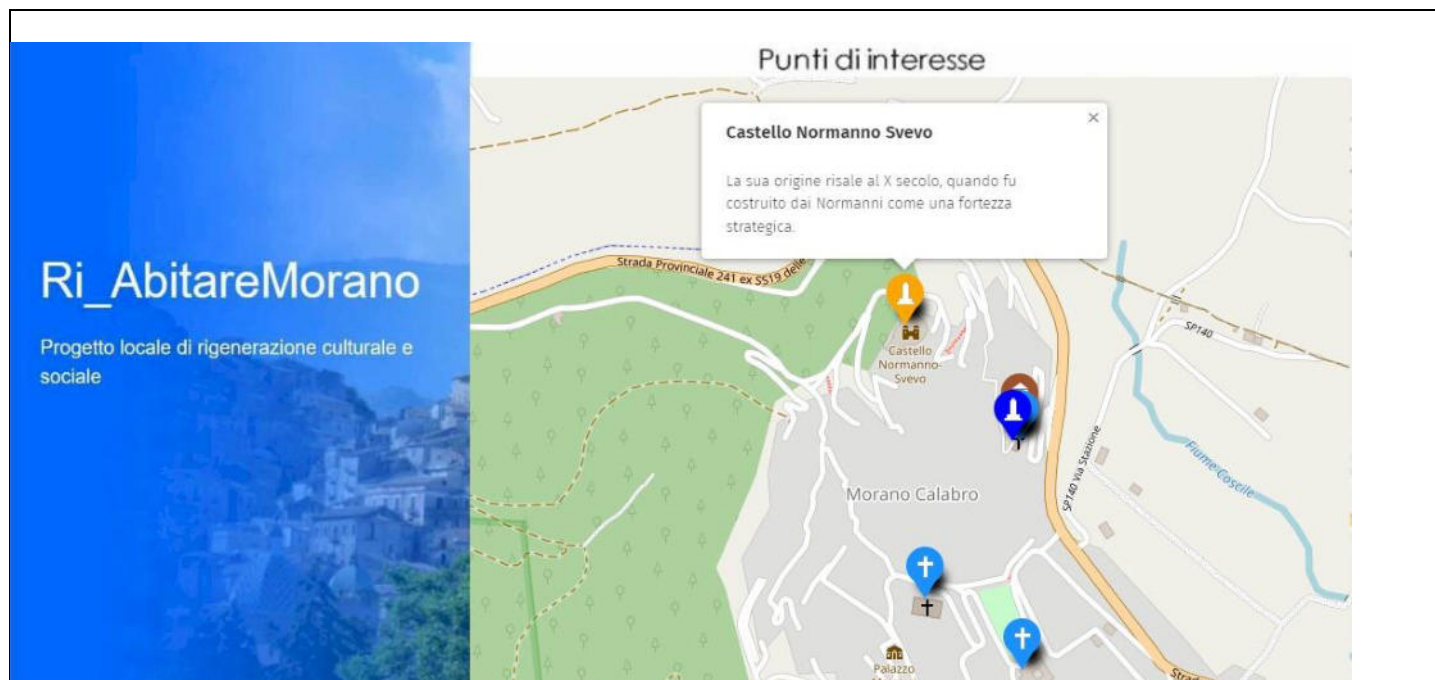 Punti di interesse
Castello Normanno Svevo
×
La sua origine risale al X secolo, quando fu
costruito dai Normanni come una fortezza
strategica.
Ri_AbitareMorano
Progetto locale di rigenerazione culturale e
sociale
Strada Provinciale 241 ex SS19 delle
Castello
Normanno-
Svevo
SP140
SP140 Via Stazione
Fiume Coscile
Morano Calabro
Palazzo
Strada